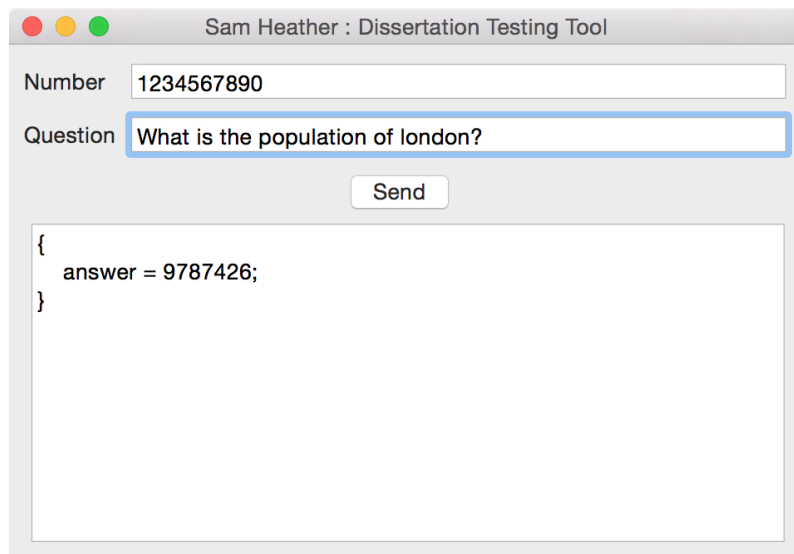 Sam Heather : Dissertation Testing Tool
Number 1234567890
Question What is the population of london?
Send
{
answer = 9787426;
}